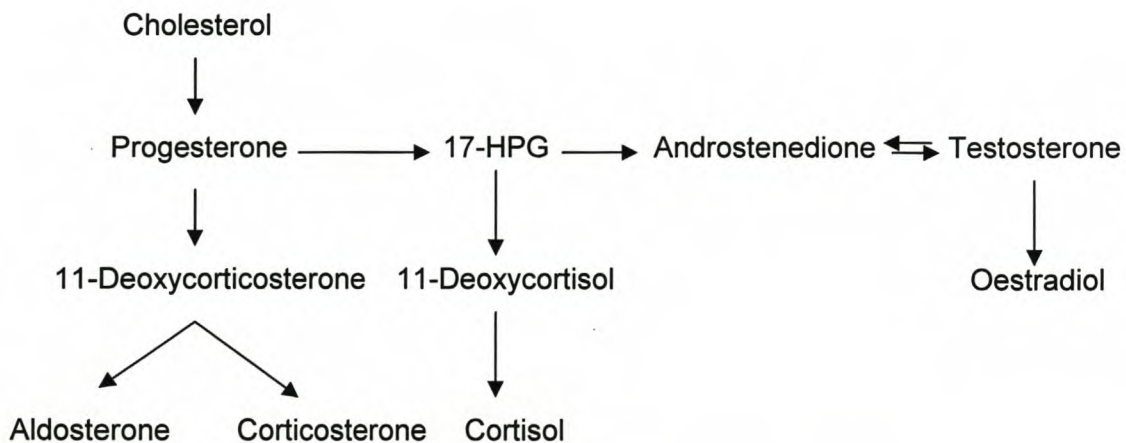 Cholesterol
Progesterone 17-HPG Androstenedione Testosterone
11-Deoxycorticosterone 11-Deoxycortisol Oestradiol
Aldosterone Corticosterone Cortisol